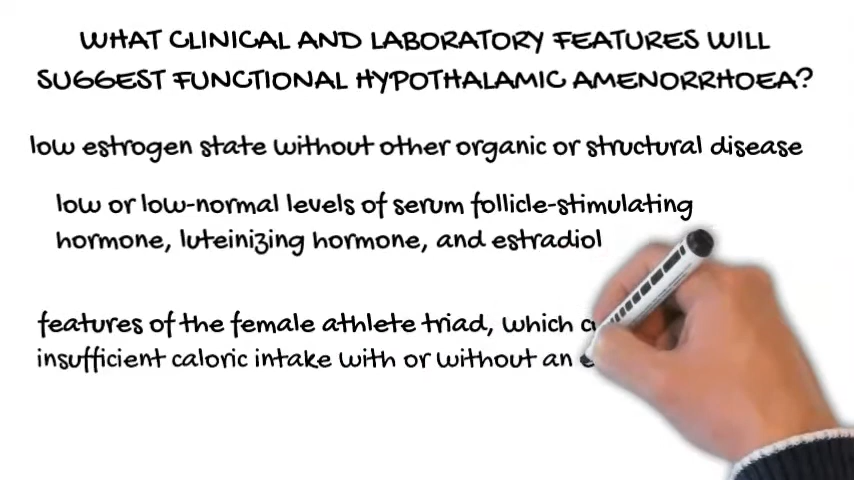 WHAT CLINICAL AND LABORATORY FEATURES WILL
SUGGEST FUNCTIONAL HYPOTHALAMIC AMENORRHOEA?
low estrogen state without other organic or structural disease
low or low-normal levels of serum follicle-stimulating
hormone, luteinizing hormone, and estradiol
features of the female athlete triad, which
insufficient caloric intake with or without an